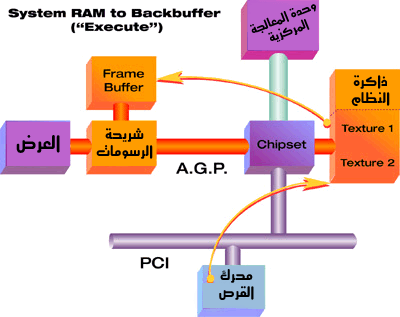 System RAM to Backbuffer
("Execute")
وحدة المعالجة
المركزية
Frame
Buffer
ذاكرة
النظام
Texture 1
Texture 2
العرض
شريحة
الرسومات
Chipset
A.G.P.
PCI
محرك
القرص